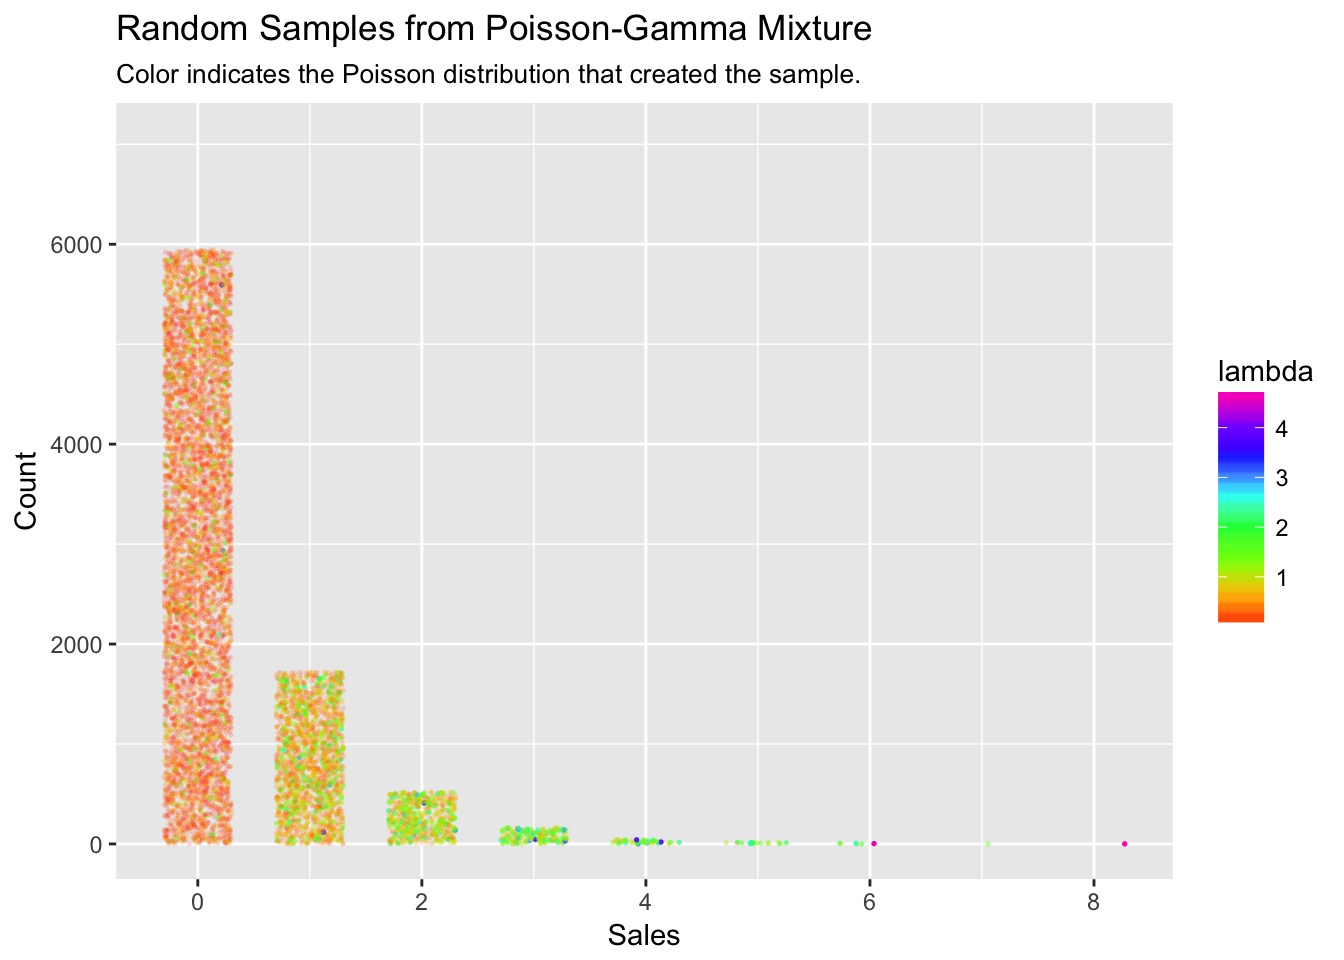 Random Samples from Poisson-Gamma Mixture
Color indicates the Poisson distribution that created the sample.
6000
4000
2000
0
Count
0 2 4 6 8
Sales
lambda
4
3
2
1